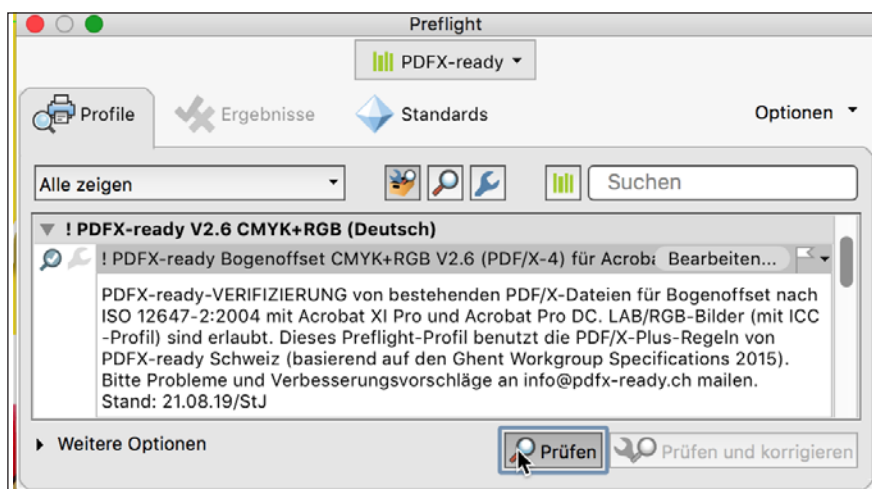 Preflight
PDFX-ready
Profile Ergebnisse Standards Optionen
Alle zeigen Suchen
! PDFX-ready V2.6 CMYK+RGB (Deutsch)
! PDFX-ready Bogenoffset CMYK+RGB V2.6 (PDF/X-4) für Bearbeiten...
PDFX-ready-VERIFIZIERUNG von bestehenden PDF/X-Dateien für Bogenoffset nach
ISO 12647-2:2004 mit Acrobat XI Pro und Acrobat Pro DC. LAB/RGB-Bilder (mit ICC
-Profil) sind erlaubt. Dieses Preflight-Profil benutzt die PDF/X-Plus-Regeln von
PDFX-ready Schweiz (basierend auf den Ghent Workgroup Specifications 2015).
Bitte Probleme und Verbesserungsvorschläge an info@pdfx-ready.ch mailen.
Stand: 21.08.19/StJ
Weitere Optionen Prüfen Prüfen und korrigieren